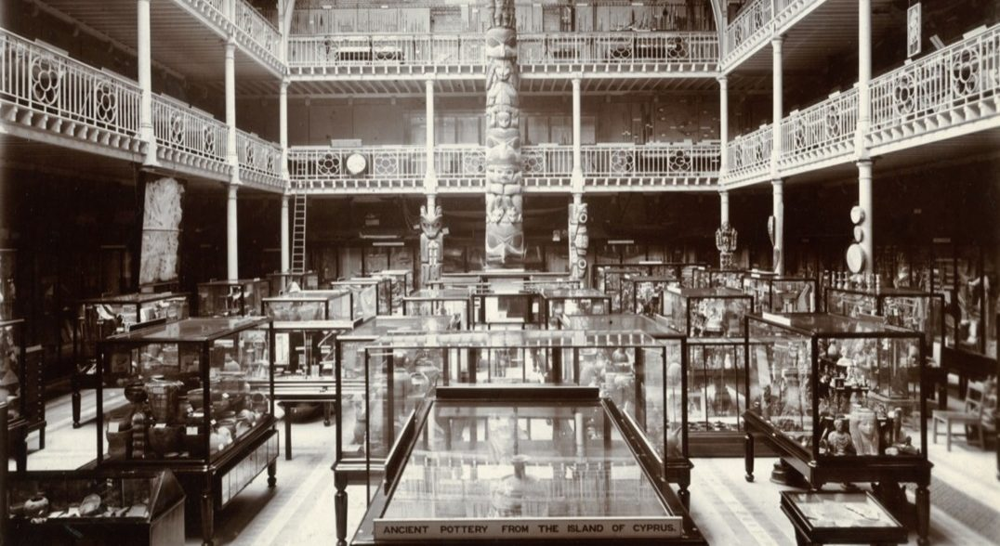 ANCIENT POTTERY FROM THE ISLAND OF CYPRUS.